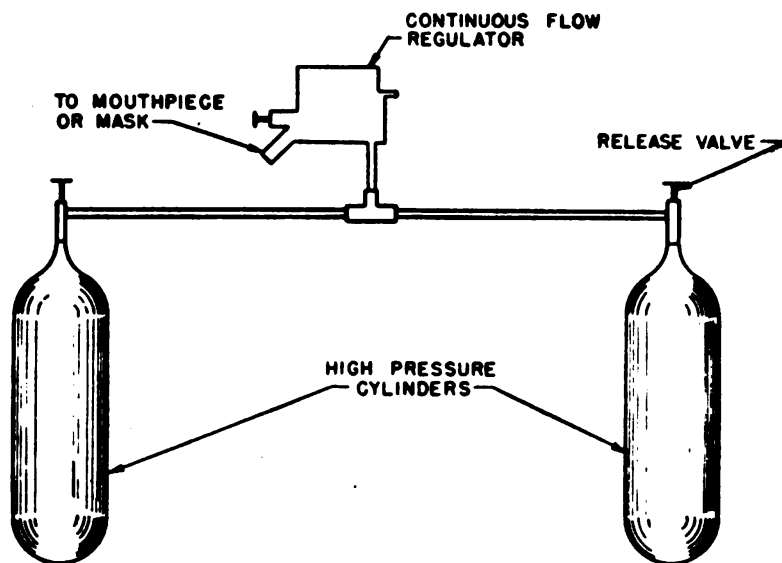 CONTINUOUS FLOW
REGULATOR
TO MOUTHPIECE
OR MASK
RELEASE VALVE
HIGH PRESSURE
CYLINDERS